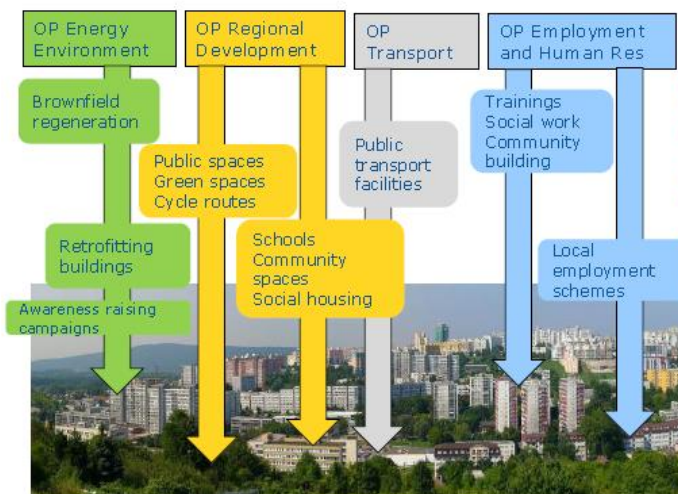 OP Energy
Environment
OP Regional
Development
OP
Transport
OP Employment
and Human Res
Brownfield
regeneration
Retrofitting
buildings
Awareness raising
campaigns
Public spaces
Green spaces
Cycle routes
Schools
Community
spaces
Social housing
Public
transport
facilities
Trainings
Social work
Community
building
Local
employment
schemes